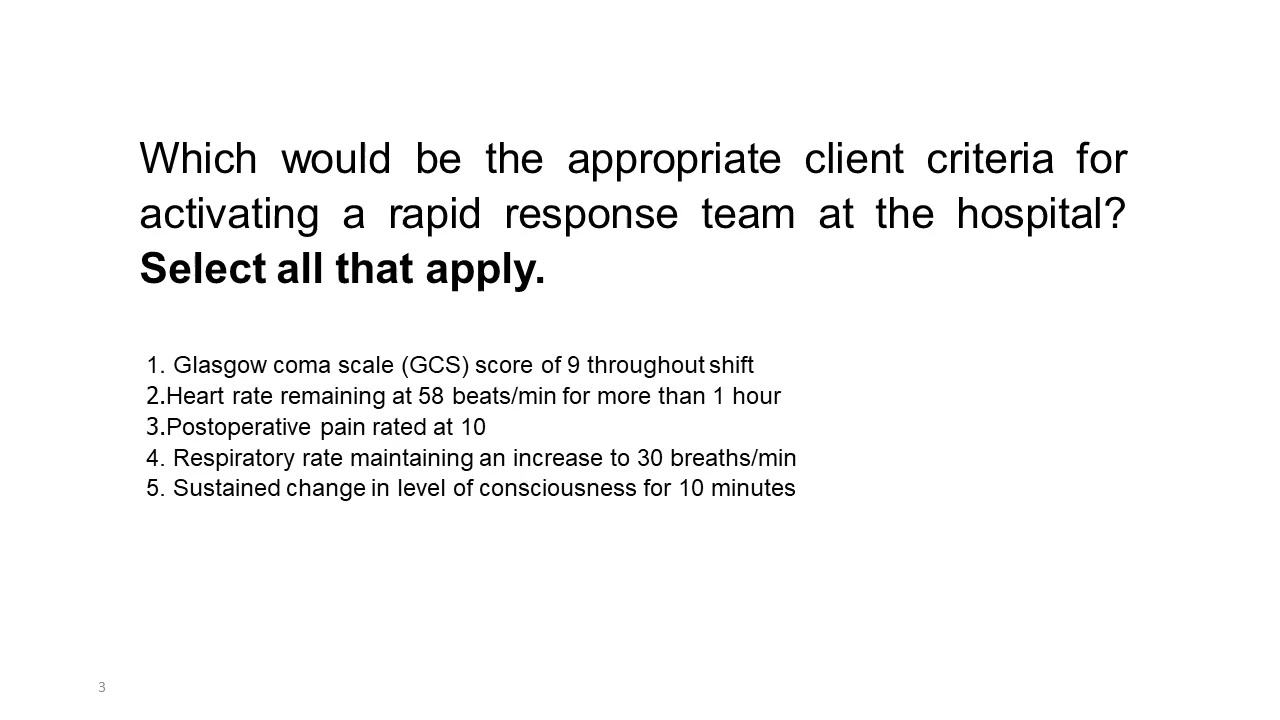 Which would be the appropriate client criteria for
activating a rapid response team at the hospital?
Select all that apply.
1. Glasgow coma scale (GCS) score of 9 throughout shift
2.Heart rate remaining at 58 beats/min for more than 1 hour
3.Postoperative pain rated at 10
4. Respiratory rate maintaining an increase to 30 breaths/min
5. Sustained change in level of consciousness for 10 minutes
3